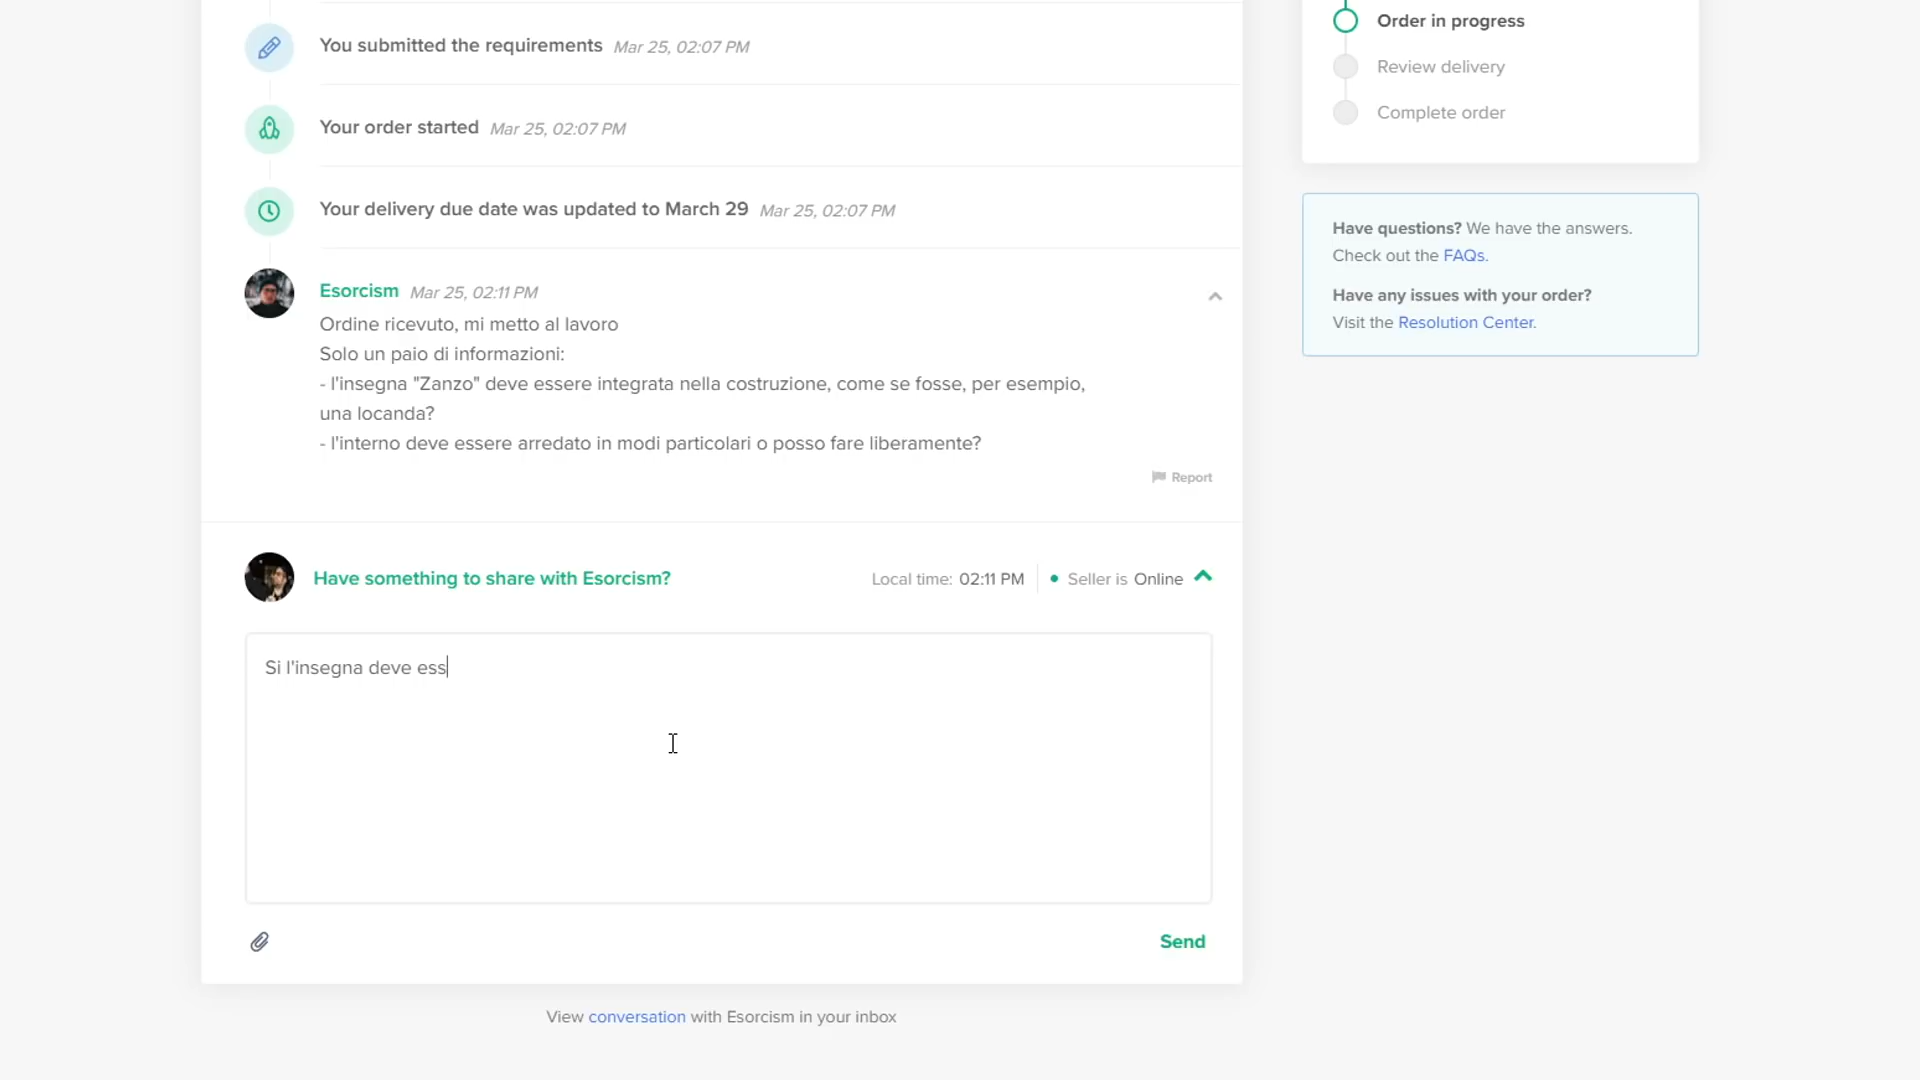 You submitted the requirements Mar 25, 02:07 PM
Your order started Mar 25, 02:07 PM
Your delivery due date was updated to March 29 Mar 25, 02:07 PM
Esorcism Mar 25, 02:11 PM
Ordine ricevuto, mi metto al lavoro
Solo un paio di informazioni:
- l'insegna "Zanzo" deve essere integrata nella costruzione, come se fosse, per esempio,
una locanda?
- l'interno deve essere arredato in modi particolari o posso fare liberamente?
Report
Have something to share with Esorcism? Local time: 02:11 PM Seller is Online
Si l'insegna deve ess
Send
View conversation with Esorcism in your inbox
Order in progress
Review delivery
Complete order
Have questions? We have the answers.
Check out the FAQs.
Have any issues with your order?
Visit the Resolution Center.